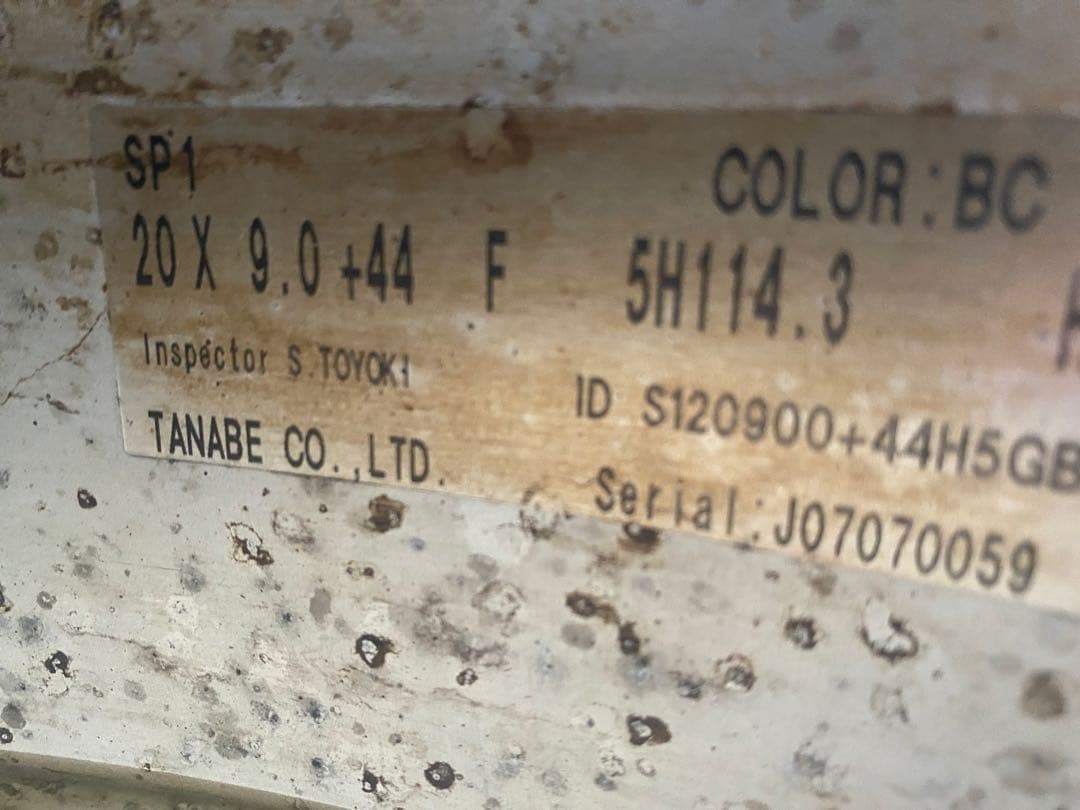 SP1 COLOR:BC
20 X 9.0 +44 F 5H114.3
Inspector S.TOYOKI
ID S120900+44H5GB
TANABE CO.,LTD.
Serial:J07070059